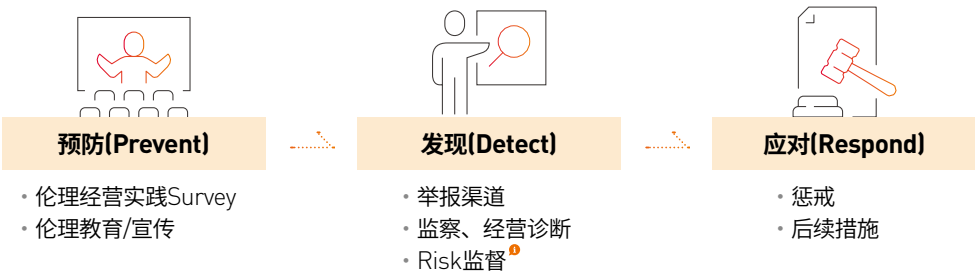 预防(Prevent)
· 伦理经营实践Survey
· 伦理教育/宣传
发现(Detect)
· 举报渠道
· 监察、经营诊断
· Risk监督
应对(Respond)
· 惩戒
· 后续措施